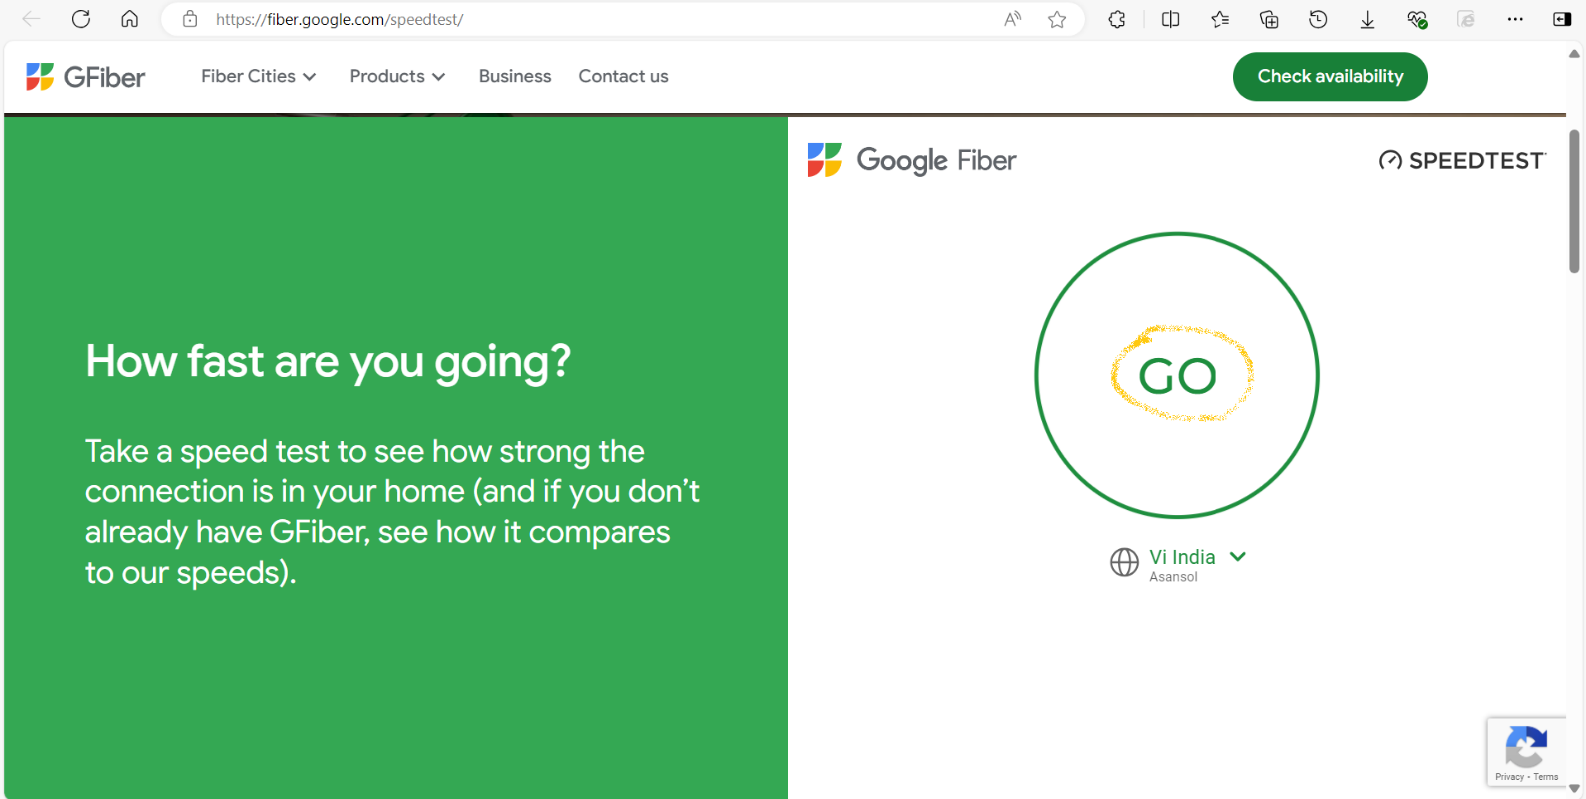 https://fiber.google.com/speedtest/
GFiber
Fiber Cities
Products
Business
Contact us
Check availability
How fast are you going?
Take a speed test to see how strong the
connection is in your home (and if you don’t
already have GFiber, see how it compares
to our speeds).
Google Fiber
SPEEDTEST
GO
Vi India
Asansol
Privacy - Terms